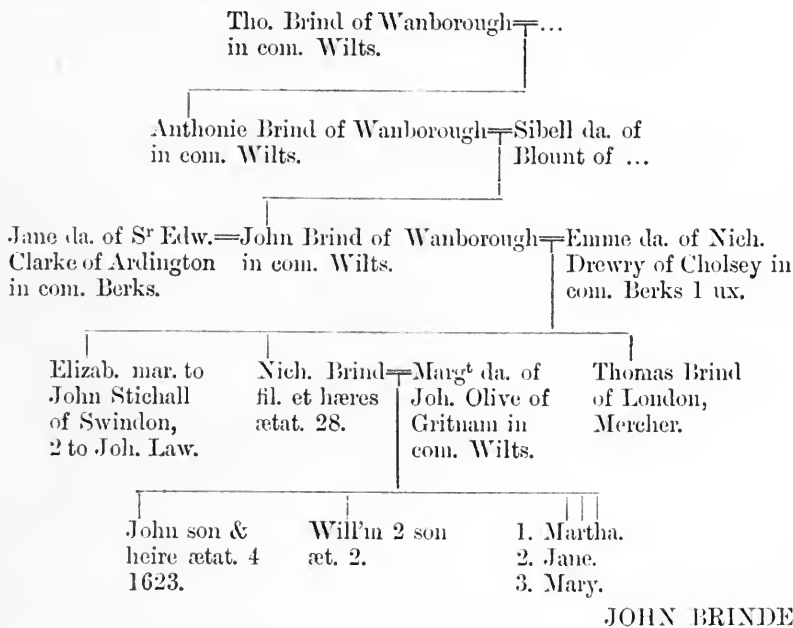 Tho. Brind of Wanborough=...
in com. Wilts.
Anthonie Brind of Wanborough=Sibell da. of
in com. Wilts. Blount of ...
Jane da. of Sʳ Edw.=John Brind of Wanborough=Emme da. of Nich.
Clarke of Ardington in com. Wilts. Drewry of Cholsey in
in com. Berks. com. Berks 1 ux.
Elizab. mar. to
John Stichall
of Swindon,
2 to Joh. Law.
Nich. Brind=Margᵗ da. of
fil. et hæres Joh. Olive of
ætat. 28. Gritnam in
com. Wilts.
Thomas Brind
of London,
Mercher.
John son &
heire ætat. 4
1623.
Will'm 2 son
æt. 2.
1. Martha.
2. Jane.
3. Mary.
JOHN BRINDE